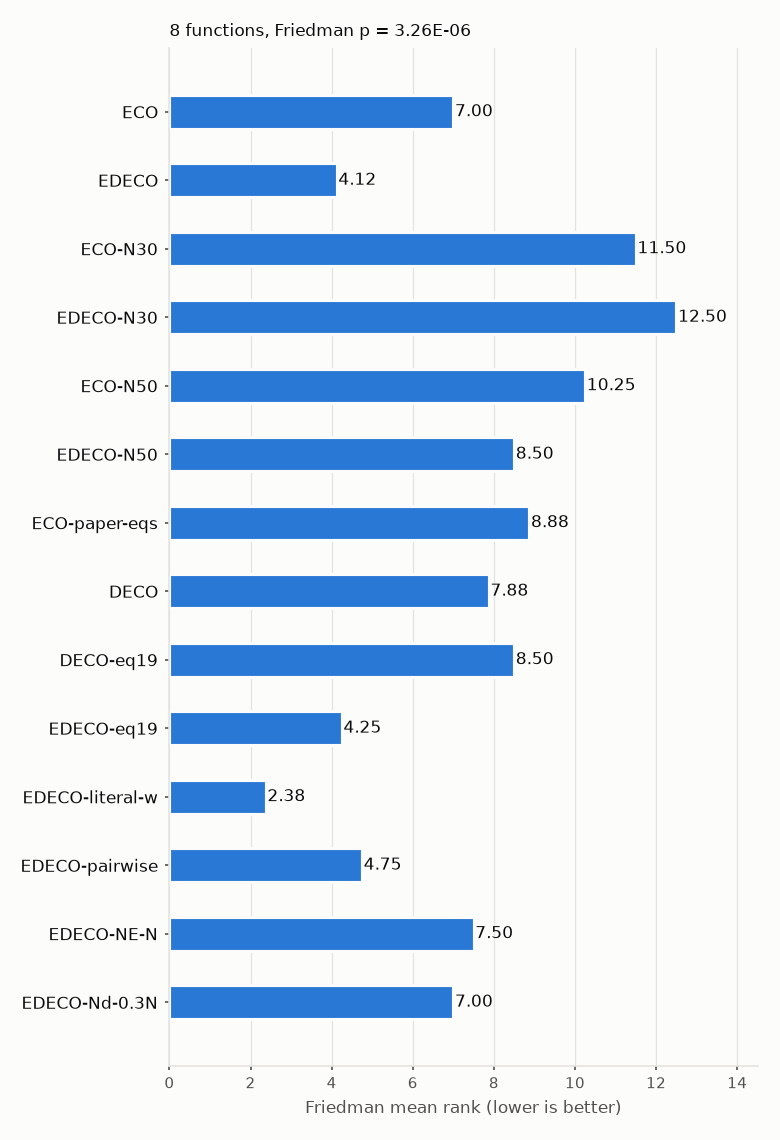 8 functions, Friedman p = 3.26E-06
ECO 7.00
EDECO 4.12
ECO-N30 11.50
EDECO-N30 12.50
ECO-N50 10.25
EDECO-N50 8.50
ECO-paper-eqs 8.88
DECO 7.88
DECO-eq19 8.50
EDECO-eq19 4.25
EDECO-literal-w 2.38
EDECO-pairwise 4.75
EDECO-NE-N 7.50
EDECO-Nd-0.3N 7.00
0 2 4 6 8 10 12 14
Friedman mean rank (lower is better)